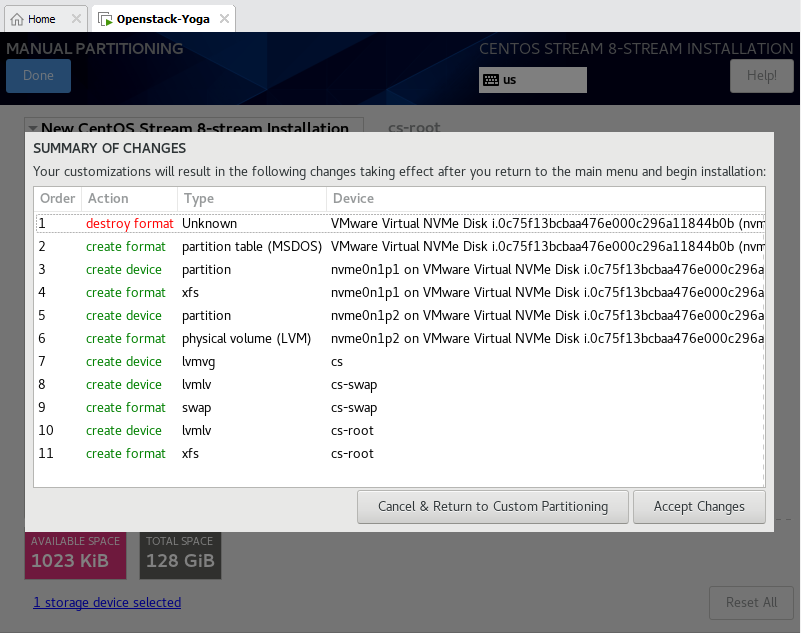 Home
Openstack-Yoga
MANUAL PARTITIONING
CENTOS STREAM 8-STREAM INSTALLATION
Done
us
Help!
New CentOS Stream 8-stream Installation
cs-root
SUMMARY OF CHANGES
Your customizations will result in the following changes taking effect after you return to the main menu and begin installation:
Order Action Type Device
1 destroy format Unknown VMware Virtual NVMe Disk i.0c75f13bcbaa476e000c296a11844b0b (nvm
2 create format partition table (MSDOS) VMware Virtual NVMe Disk i.0c75f13bcbaa476e000c296a11844b0b (nvm
3 create device partition nvme0n1p1 on VMware Virtual NVMe Disk i.0c75f13bcbaa476e000c296a
4 create format xfs nvme0n1p1 on VMware Virtual NVMe Disk i.0c75f13bcbaa476e000c296a
5 create device partition nvme0n1p2 on VMware Virtual NVMe Disk i.0c75f13bcbaa476e000c296a
6 create format physical volume (LVM) nvme0n1p2 on VMware Virtual NVMe Disk i.0c75f13bcbaa476e000c296a
7 create device lvmvg cs
8 create device lvmlv cs-swap
9 create format swap cs-swap
10 create device lvmlv cs-root
11 create format xfs cs-root
Cancel & Return to Custom Partitioning
Accept Changes
AVAILABLE SPACE
1023 KiB
TOTAL SPACE
128 GiB
1 storage device selected
Reset All